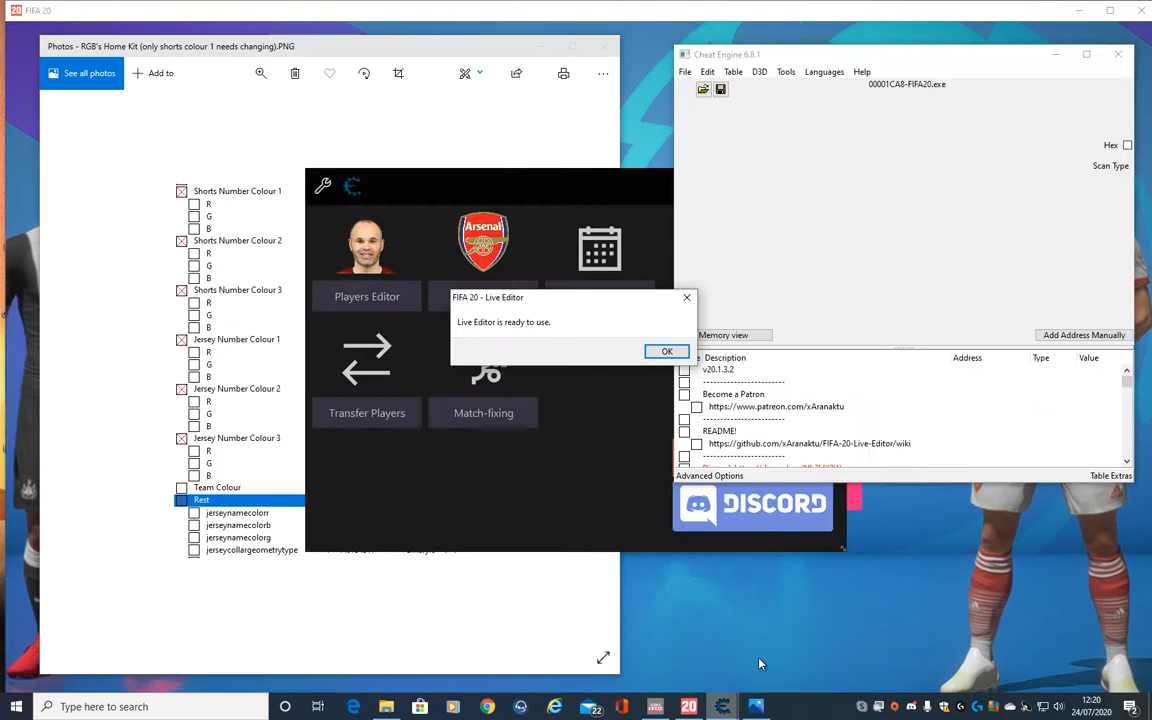 20 FIFA 20
Photos - RGB's Home Kit (only shorts colour 1 needs changing).PNG
See all photos
Add to
Shorts Number Colour 1
R
G
B
Shorts Number Colour 2
R
G
B
Shorts Number Colour 3
R
G
B
Jersey Number Colour 1
R
G
B
Jersey Number Colour 2
R
G
B
Jersey Number Colour 3
R
G
B
Team Colour
Rest
jerseynamecolorr
jerseynamecolorb
jerseynamecolorg
jerseycollargeometrytype
Arsenal
Players Editor
Transfer Players
Match-fixing
FIFA 20 - Live Editor
Live Editor is ready to use.
OK
Cheat Engine 6.8.1
File Edit Table D3D Tools Languages Help
00001CA8-FIFA20.exe
Hex
Scan Type
Memory view
Add Address Manually
Description Address Type Value
v20.1.3.2
------------------------
Become a Patron
https://www.patreon.com/xAranaktu
------------------------
README!
https://github.com/xAranaktu/FIFA-20-Live-Editor/wiki
------------------------
Advanced Options
Table Extras
DISCORD
Type here to search
22
FIFA20
20
12:20
24/07/2020
2